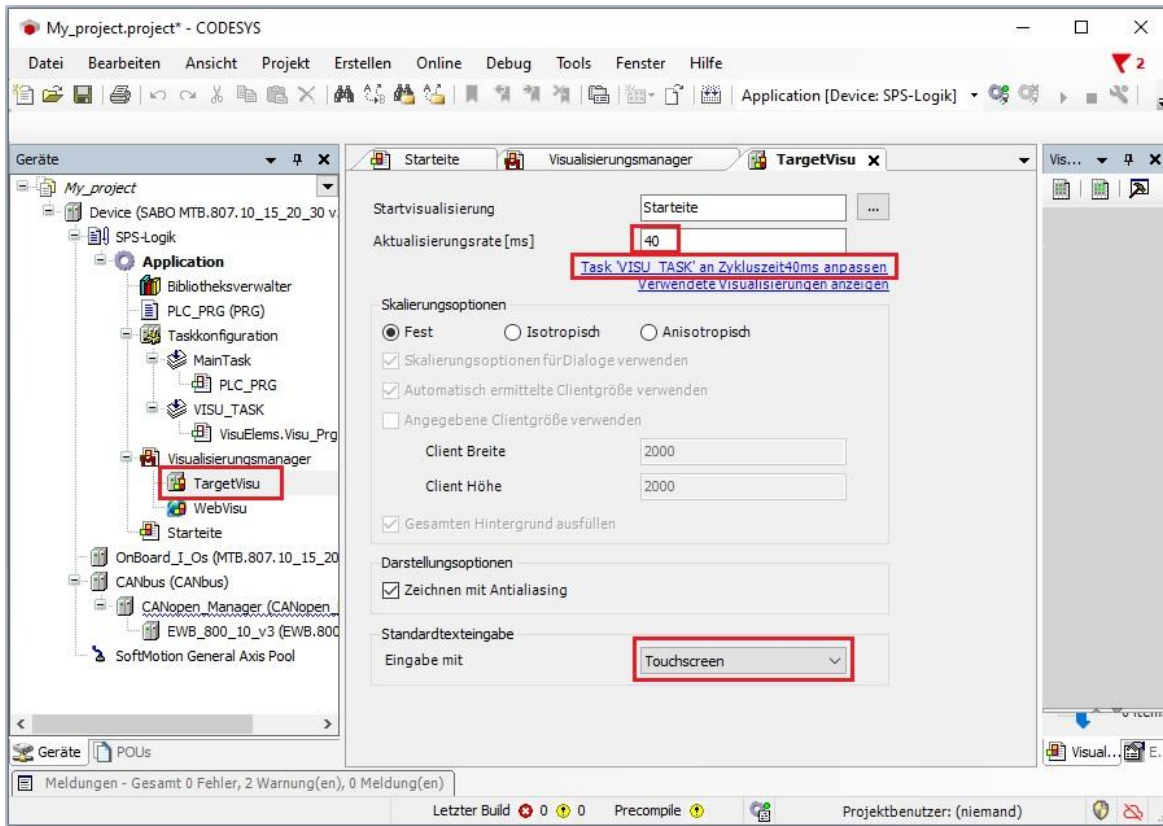 My_project.project* - CODESYS
Datei Bearbeiten Ansicht Projekt Erstellen Online Debug Tools Fenster Hilfe
2
Application [Device: SPS-Logik]
Geräte
My_project
Device (SABO MTB.807.10_15_20_30 v
SPS-Logik
Application
Bibliotheksverwalter
PLC_PRG (PRG)
Taskkonfiguration
MainTask
PLC_PRG
VISU_TASK
VisuElems.Visu_Prg
Visualisierungsmanager
TargetVisu
WebVisu
Starteite
OnBoard_I_Os (MTB.807.10_15_20
CANbus (CANbus)
CANopen_Manager (CANopen_
EWB_800_10_v3 (EWB.800
SoftMotion General Axis Pool
Geräte POUs
Starteite Visualisierungsmanager TargetVisu
Startvisualisierung Starteite ...
Aktualisierungsrate [ms] 40
Task 'VISU_TASK' an Zykluszeit40ms anpassen
Verwendete Visualisierungen anzeigen
Skalierungsoptionen
Fest Isotropisch Anisotropisch
Skalierungsoptionen fürDialoge verwenden
Automatisch ermittelte Clientgröße verwenden
Angegebene Clientgröße verwenden
Client Breite 2000
Client Höhe 2000
Gesamten Hintergrund ausfüllen
Darstellungsoptionen
Zeichnen mit Antialiasing
Standardtexteingabe
Eingabe mit Touchscreen
Vis...
Visual... E.
Meldungen - Gesamt 0 Fehler, 2 Warnung(en), 0 Meldung(en)
Letzter Build 0 0 Precompile Projektbenutzer: (niemand)